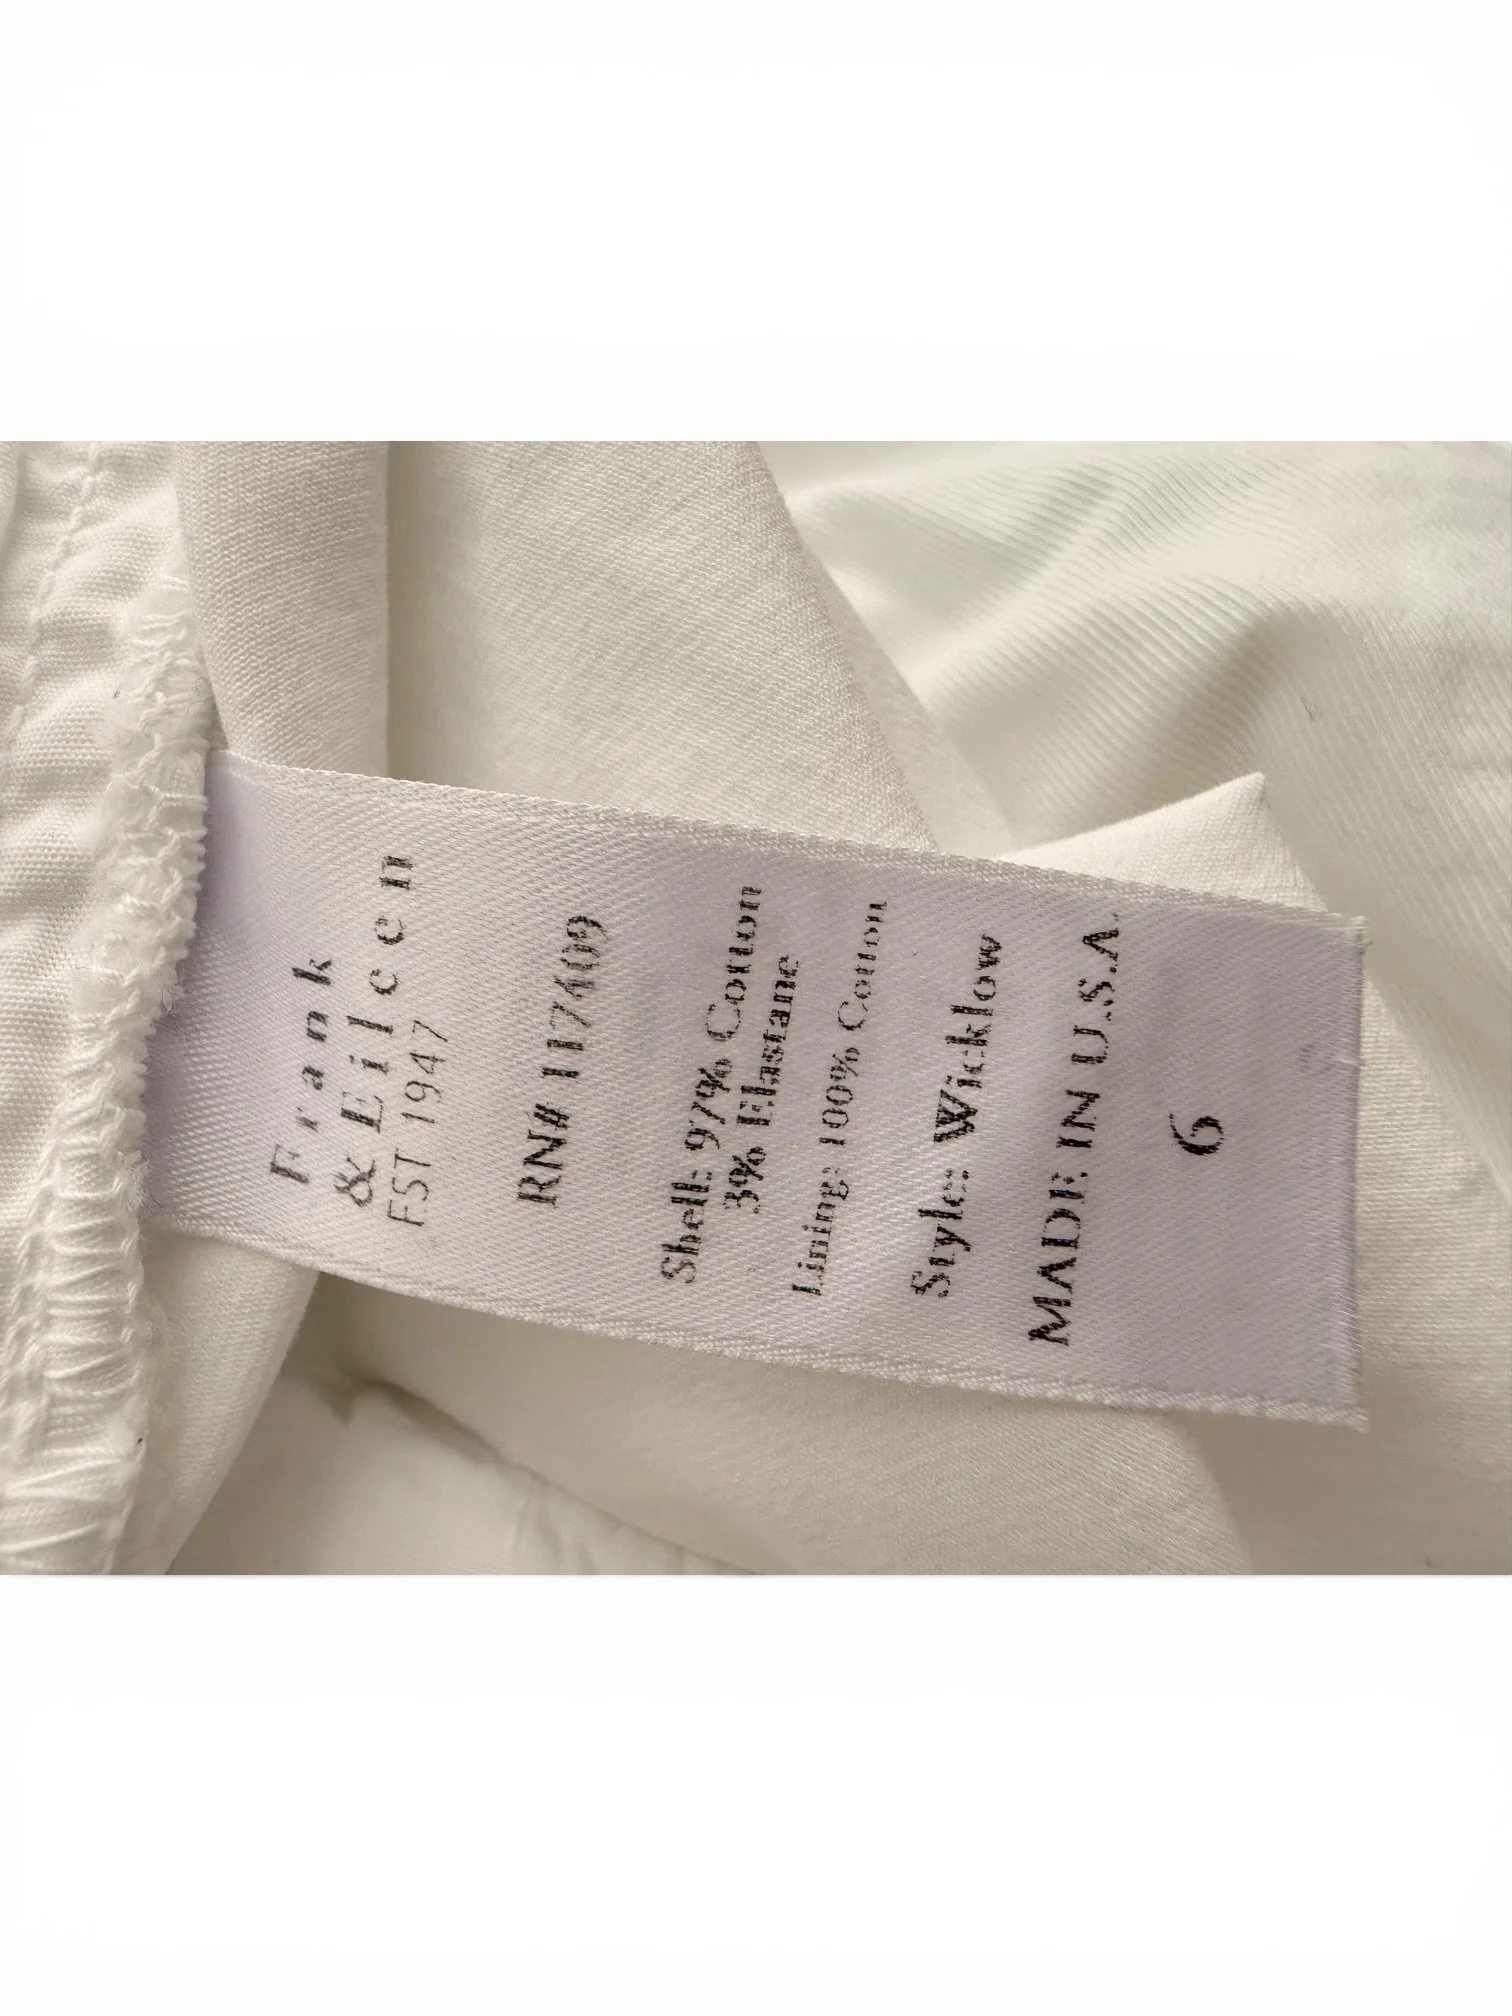 Frank
& Eileen
EST 1947
RN# 117409
Shell: 97% Cotton
3% Elastane
Lining: 100% Cotton
Style: Wicklow
MADE IN U.S.A.
6